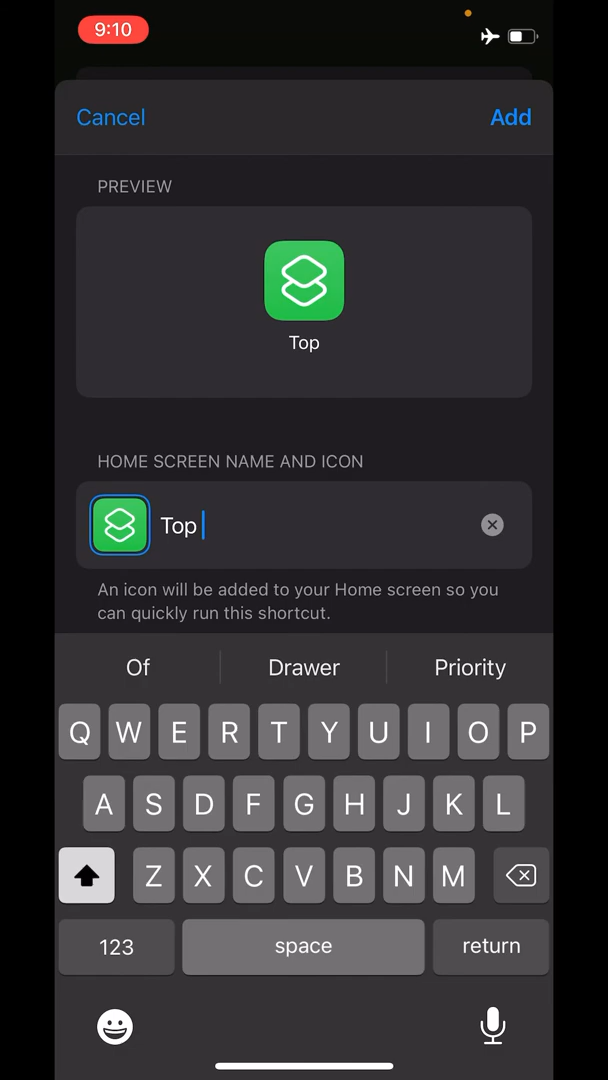 9:10
Cancel
Add
PREVIEW
Top
HOME SCREEN NAME AND ICON
Top
An icon will be added to your Home screen so you
can quickly run this shortcut.
Of Drawer Priority
Q W E R T Y U I O P
A S D F G H J K L
Z X C V B N M
123 space return